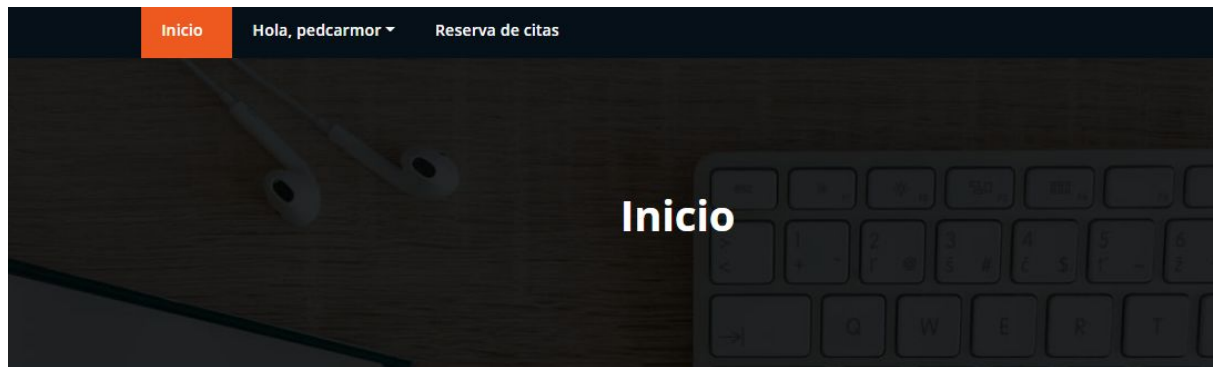 Inicio
Hola, pedcarmor
Reserva de citas
Inicio
Q W E R T